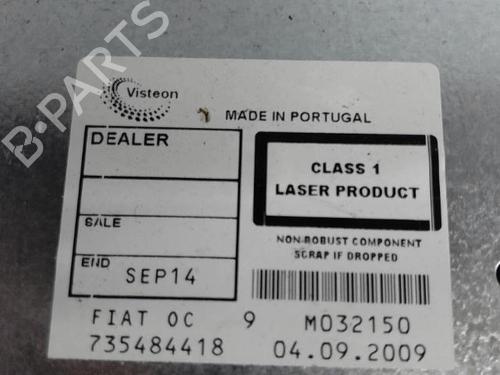 Visteon
MADE IN PORTUGAL
DEALER
CLASS 1
LASER PRODUCT
SALE
NON-ROBUST COMPONENT
SCRAP IF DROPPED
END SEP14
FIAT OC 9 M032150
735484418 04.09.2009
B-PARTS